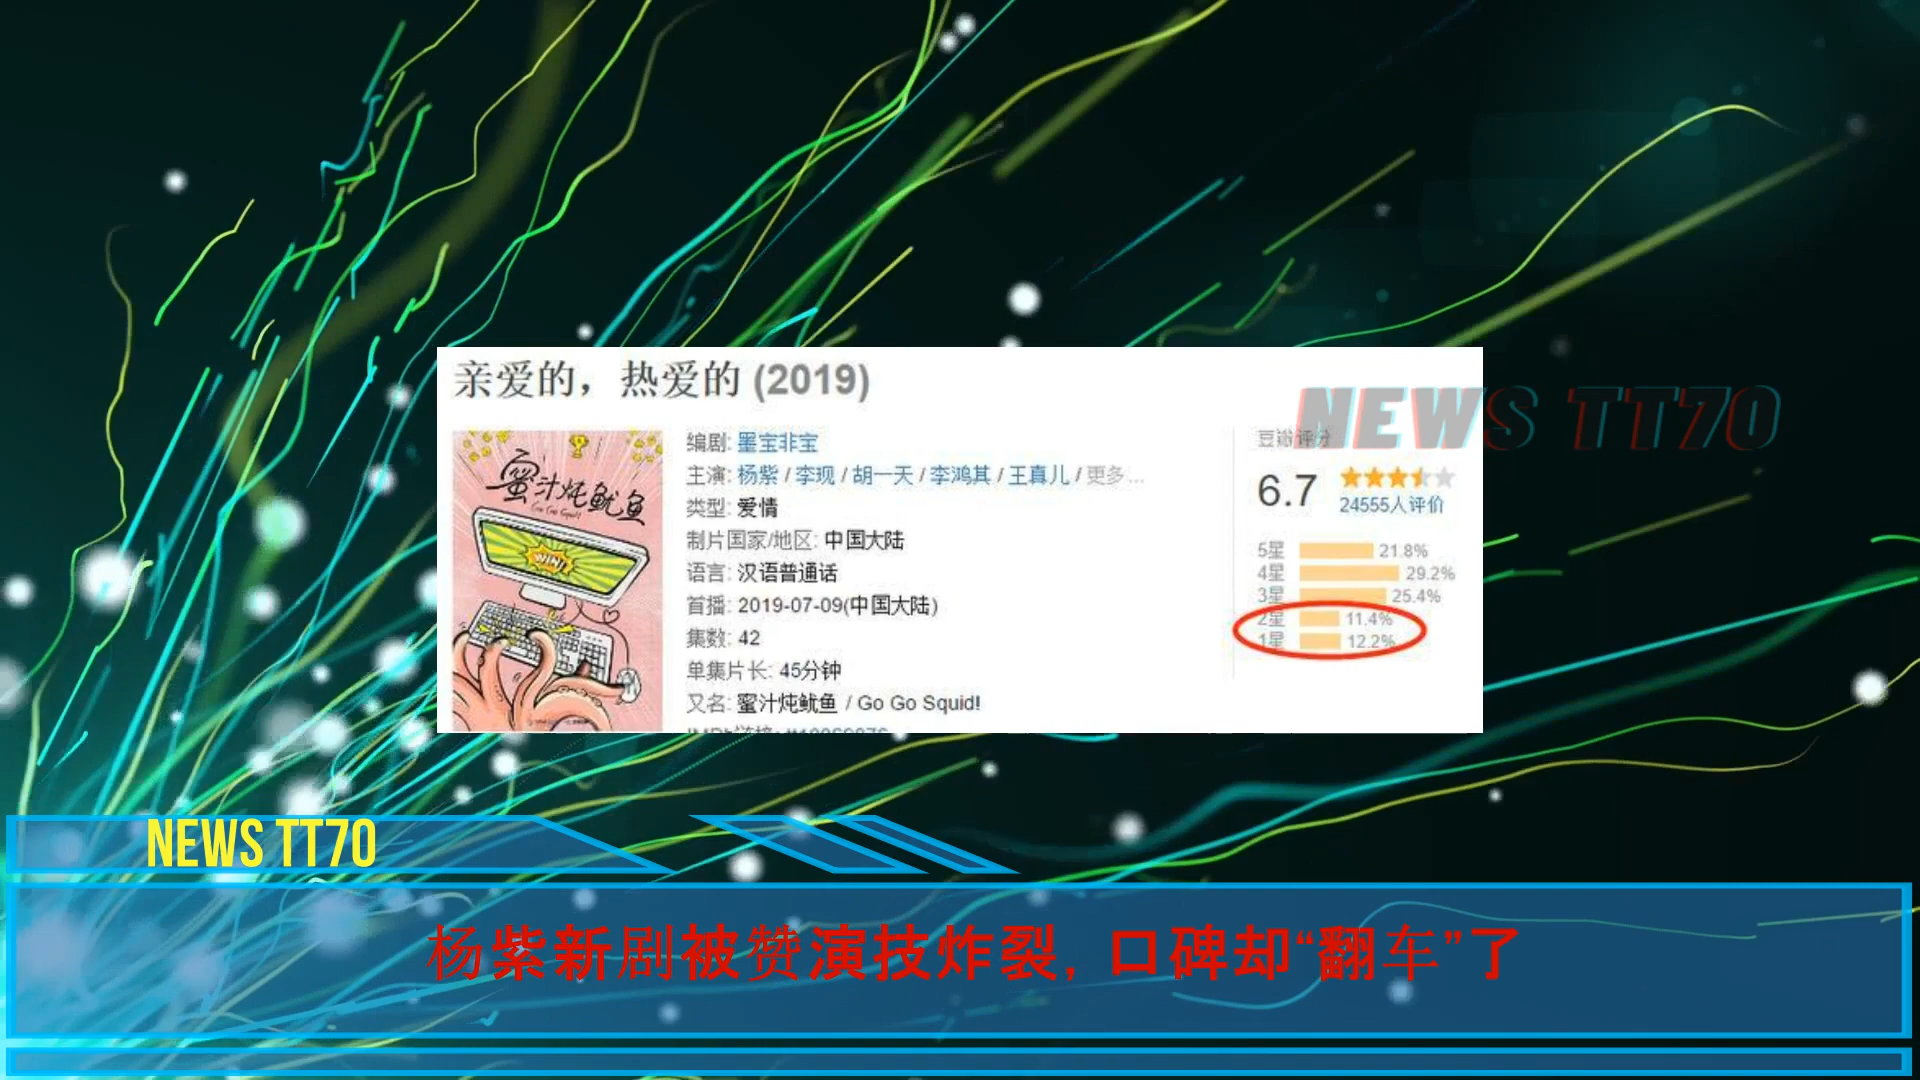 亲爱的，热爱的 (2019)
NEWS TT70
豆瓣评分
蜜汁炖鱿鱼
Go Go Squid!
WIN!
编剧: 墨宝非宝
主演: 杨紫 / 李现 / 胡一天 / 李鸿其 / 王真儿 / 更多...
类型: 爱情
制片国家/地区: 中国大陆
语言: 汉语普通话
首播: 2019-07-09(中国大陆)
集数: 42
单集片长: 45分钟
又名: 蜜汁炖鱿鱼 / Go Go Squid!
6.7
24555人评价
5星 21.8%
4星 29.2%
3星 25.4%
2星 11.4%
1星 12.2%
NEWS TT70
杨紫新剧被赞演技炸裂，口碑却“翻车”了